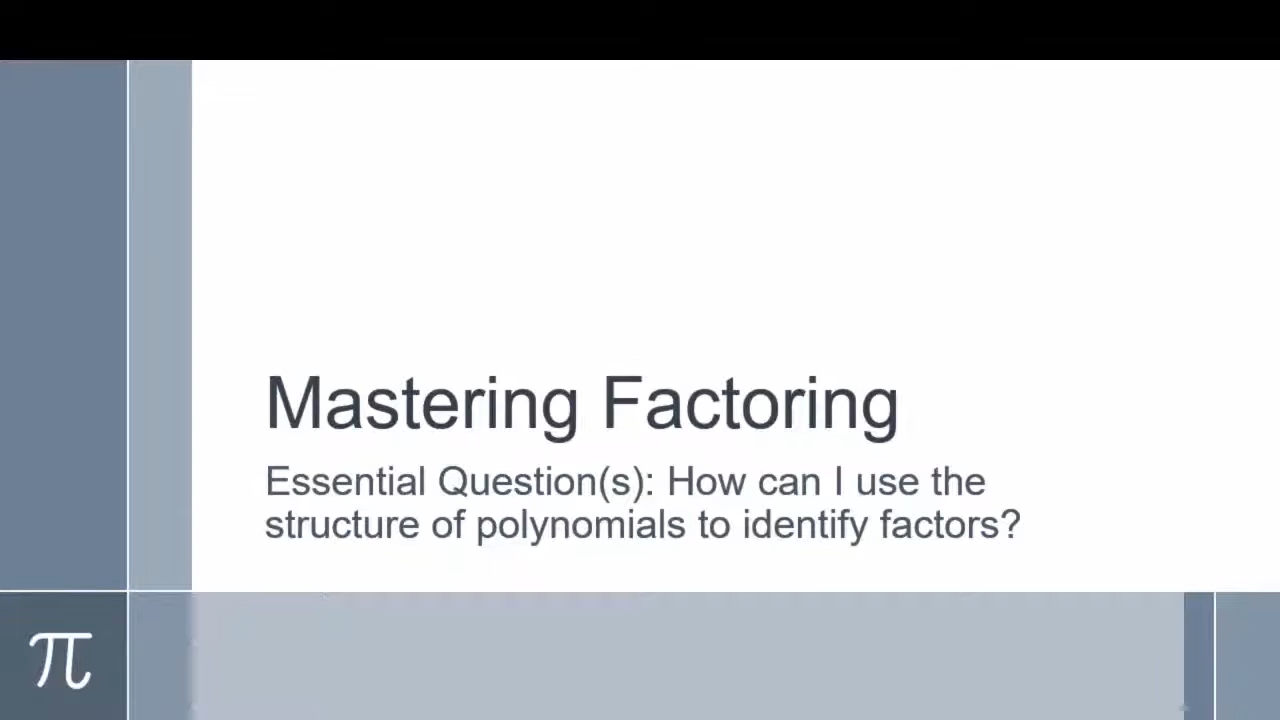 Mastering Factoring
Essential Question(s): How can I use the
structure of polynomials to identify factors?
π